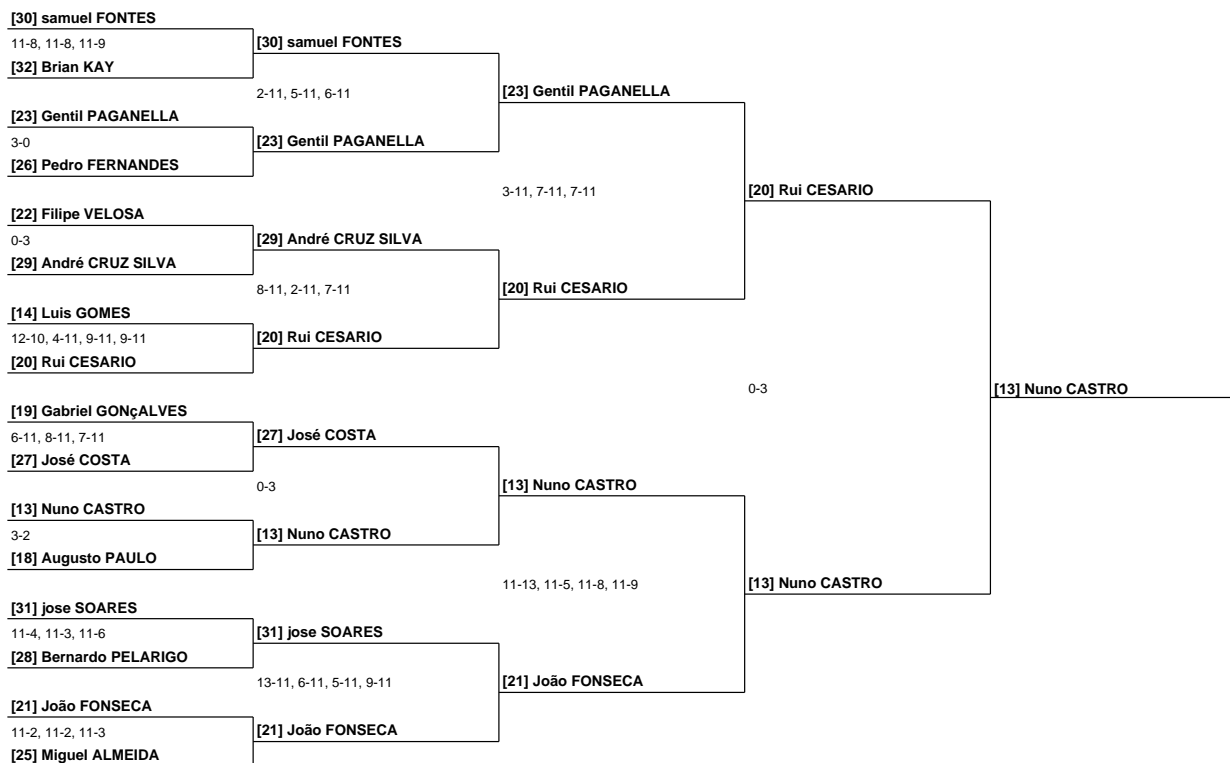 [30] samuel FONTES
11-8, 11-8, 11-9
[32] Brian KAY
[23] Gentil PAGANELLA
3-0
[26] Pedro FERNANDES
[22] Filipe VELOSA
0-3
[29] André CRUZ SILVA
[14] Luis GOMES
12-10, 4-11, 9-11, 9-11
[20] Rui CESARIO
[19] Gabriel GONçALVES
6-11, 8-11, 7-11
[27] José COSTA
[13] Nuno CASTRO
3-2
[18] Augusto PAULO
[31] jose SOARES
11-4, 11-3, 11-6
[28] Bernardo PELARIGO
[21] João FONSECA
11-2, 11-2, 11-3
[25] Miguel ALMEIDA
[30] samuel FONTES
2-11, 5-11, 6-11
[23] Gentil PAGANELLA
[29] André CRUZ SILVA
8-11, 2-11, 7-11
[20] Rui CESARIO
[27] José COSTA
0-3
[13] Nuno CASTRO
[31] jose SOARES
13-11, 6-11, 5-11, 9-11
[21] João FONSECA
[23] Gentil PAGANELLA
3-11, 7-11, 7-11
[20] Rui CESARIO
[13] Nuno CASTRO
11-13, 11-5, 11-8, 11-9
[21] João FONSECA
[20] Rui CESARIO
0-3
[13] Nuno CASTRO
[13] Nuno CASTRO